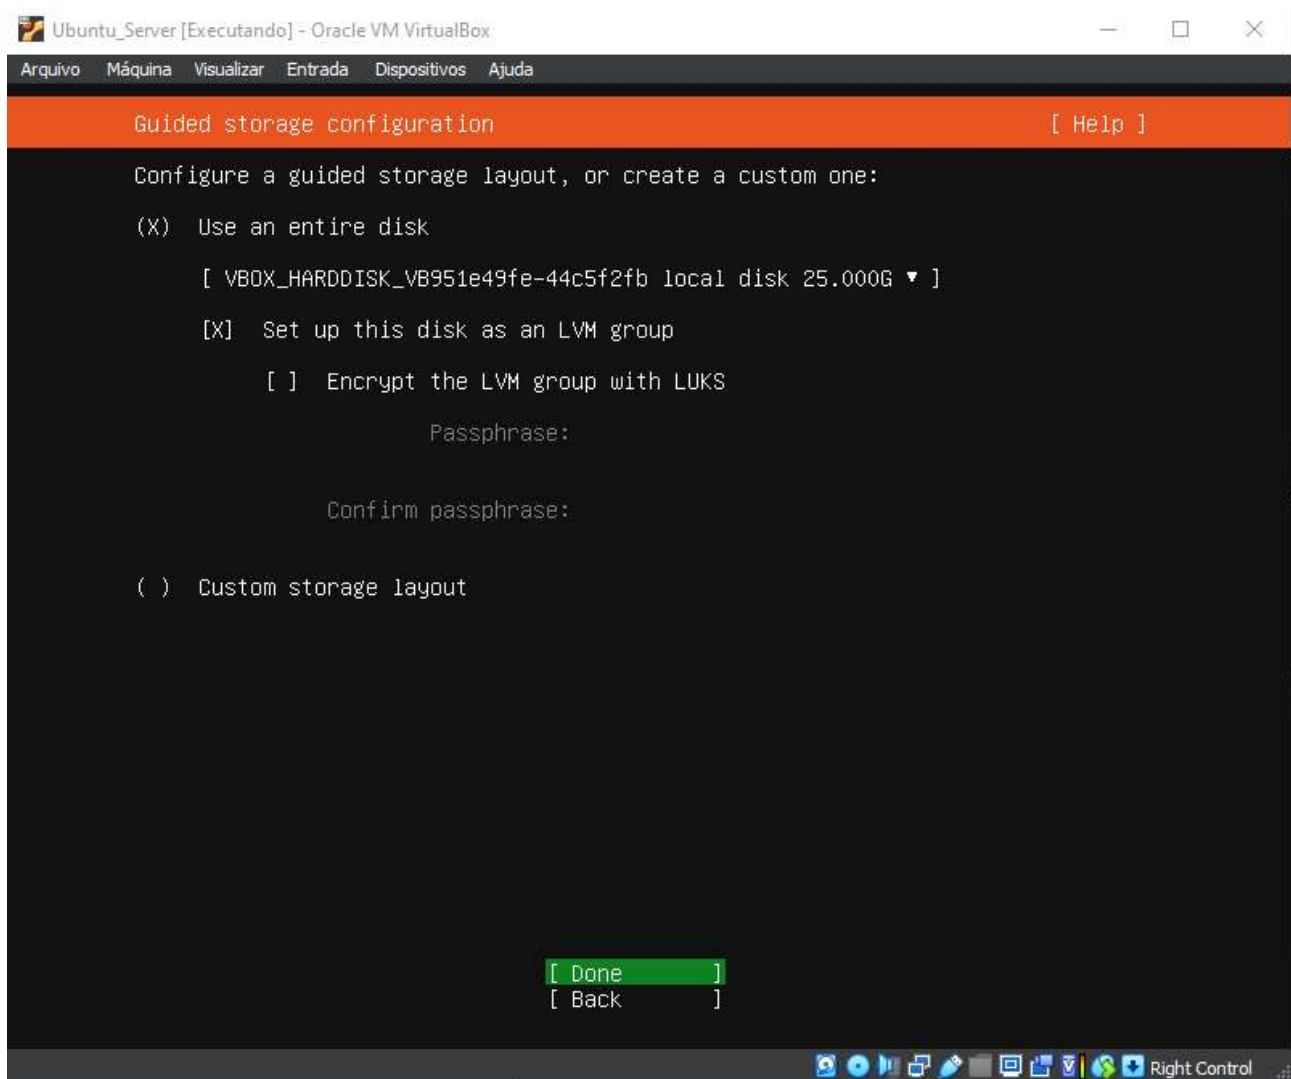 Ubuntu_Server [Executando] - Oracle VM VirtualBox
Arquivo Máquina Visualizar Entrada Dispositivos Ajuda
Guided storage configuration [ Help ]
Configure a guided storage layout, or create a custom one:
(X) Use an entire disk
[ VBOX_HARDDISK_VB951e49fe-44c5f2fb local disk 25.000G ▼ ]
[X] Set up this disk as an LVM group
[ ] Encrypt the LVM group with LUKS
Passphrase:
Confirm passphrase:
( ) Custom storage layout
[ Done ]
[ Back ]
Right Control